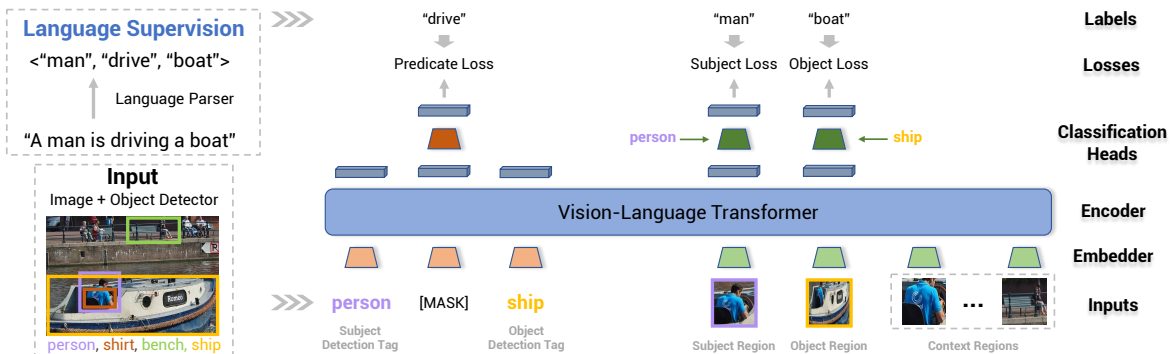 Language Supervision
<“man”, “drive”, “boat”>
Language Parser
“A man is driving a boat”
Input
Image + Object Detector
Romeo
person, shirt, bench, ship
“drive”
“man”
“boat”
Labels
Predicate Loss
Subject Loss
Object Loss
Losses
person
ship
Classification
Heads
Vision-Language Transformer
Encoder
Embedder
person
[MASK]
ship
Inputs
Subject
Detection Tag
Object
Detection Tag
Subject Region
Object Region
...
Context Regions